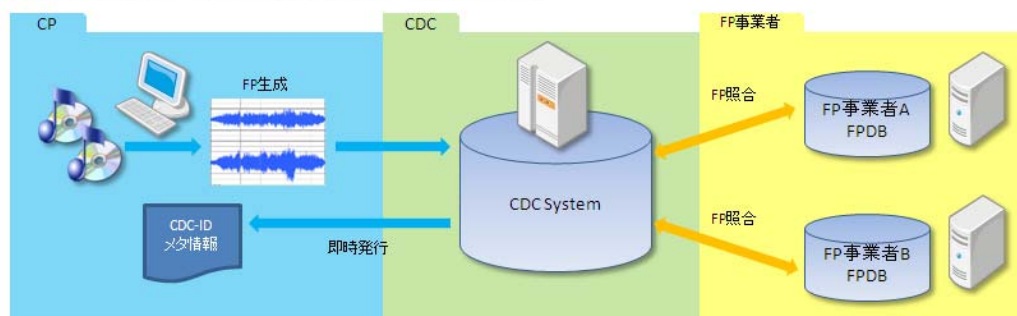 CP
CDC
FP事業者
FP生成
FP照合
FP事業者A
FPDB
CDC System
CDC-ID
メタ情報
即時発行
FP照合
FP事業者B
FPDB